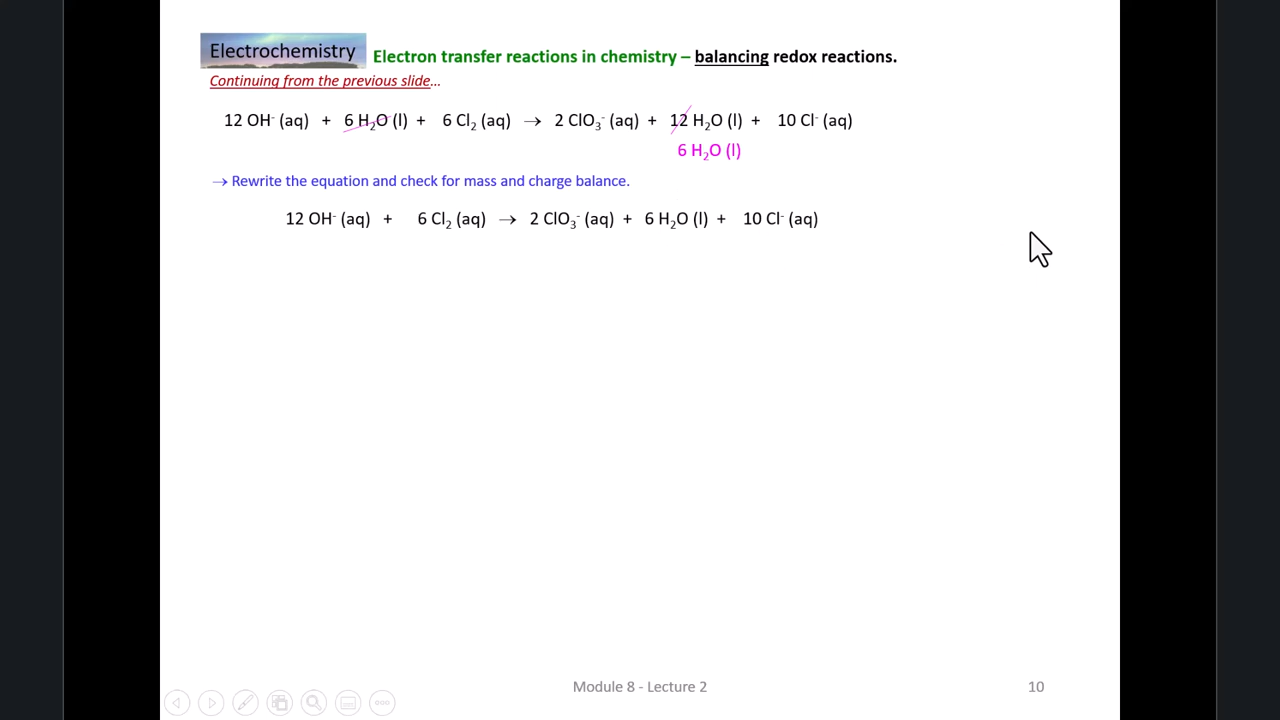 Electrochemistry Electron transfer reactions in chemistry – balancing redox reactions.
Continuing from the previous slide…
12 OH⁻ (aq) + 6 H₂O (l) + 6 Cl₂ (aq) → 2 ClO₃⁻ (aq) + 12 H₂O (l) + 10 Cl⁻ (aq)
6 H₂O (l)
→ Rewrite the equation and check for mass and charge balance.
12 OH⁻ (aq) + 6 Cl₂ (aq) → 2 ClO₃⁻ (aq) + 6 H₂O (l) + 10 Cl⁻ (aq)
Module 8 - Lecture 2 10